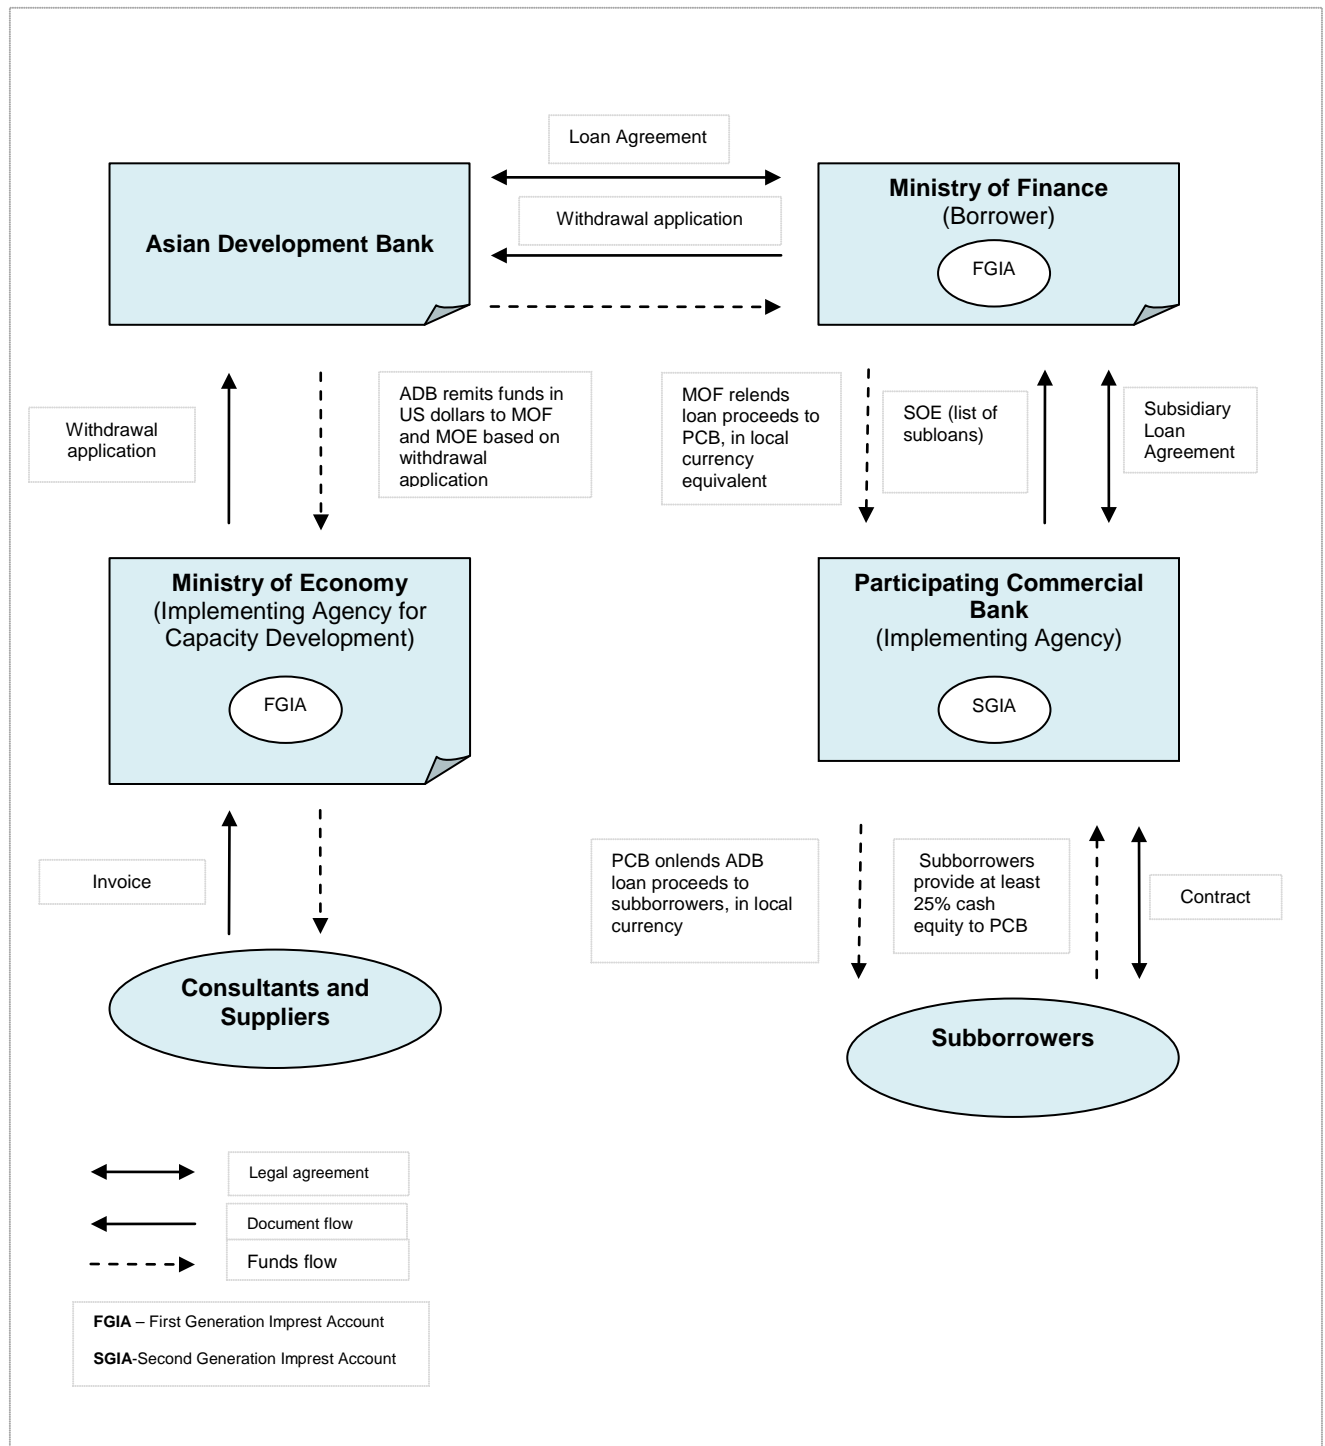 Loan Agreement
Asian Development Bank
Ministry of Finance
(Borrower)
FGIA
Withdrawal application
Withdrawal
application
ADB remits funds in
US dollars to MOF
and MOE based on
withdrawal
application
MOF relends
loan proceeds to
PCB, in local
currency
equivalent
SOE (list of
subloans)
Subsidiary
Loan
Agreement
Ministry of Economy
(Implementing Agency for
Capacity Development)
FGIA
Participating Commercial
Bank
(Implementing Agency)
SGIA
Invoice
PCB onlends ADB
loan proceeds to
subborrowers, in local
currency
Subborrowers
provide at least
25% cash
equity to PCB
Contract
Consultants and
Suppliers
Subborrowers
Legal agreement
Document flow
Funds flow
FGIA – First Generation Imprest Account
SGIA-Second Generation Imprest Account